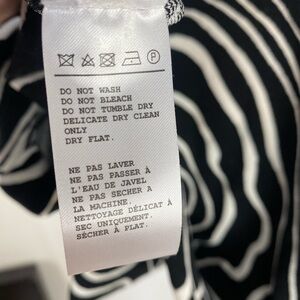 P
DO NOT WASH
DO NOT BLEACH
DO NOT TUMBLE DRY
DELICATE DRY CLEAN
ONLY
DRY FLAT.
NE PAS LAVER
NE PAS PASSER À
L'EAU DE JAVEL
NE PAS SECHER A
LA MACHINE.
NETTOYAGE DÉLICAT À
SEC UNIQUEMENT.
SÉCHER À PLAT.